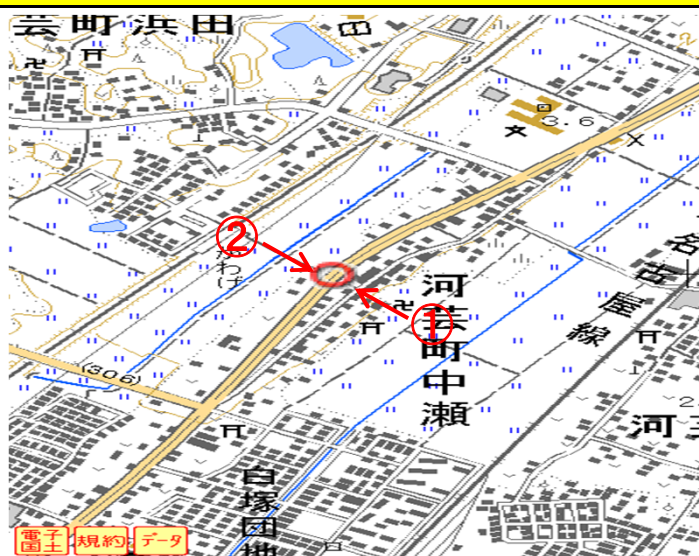 芸町浜田
3.6
②
かわげ
河芸町中瀬
①
名古屋線
(306)
河
白塚団地
電子国土
規約
データ